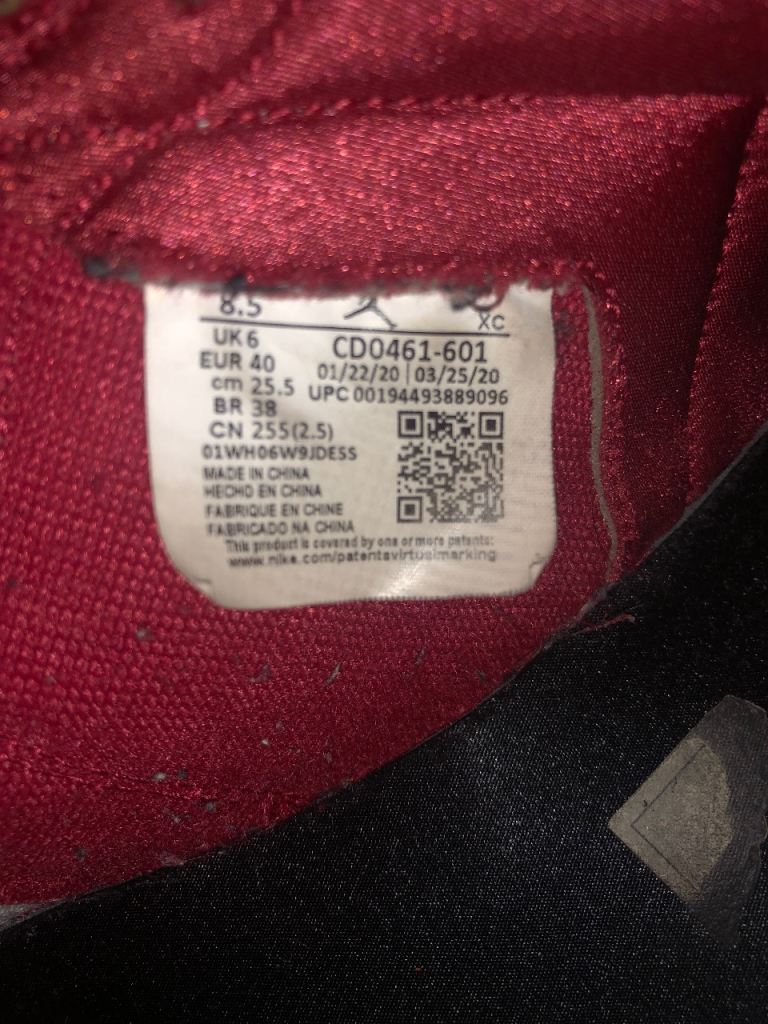 8.5
XC
UK 6
EUR 40
cm 25.5
BR 38
CN 255(2.5)
CD0461-601
01/22/20 | 03/25/20
UPC 00194493889096
01WH06W9JDESS
MADE IN CHINA
HECHO EN CHINA
FABRIQUE EN CHINE
FABRICADO NA CHINA
This product is covered by one or more patents:
www.nike.com/patentsvirtualmarking